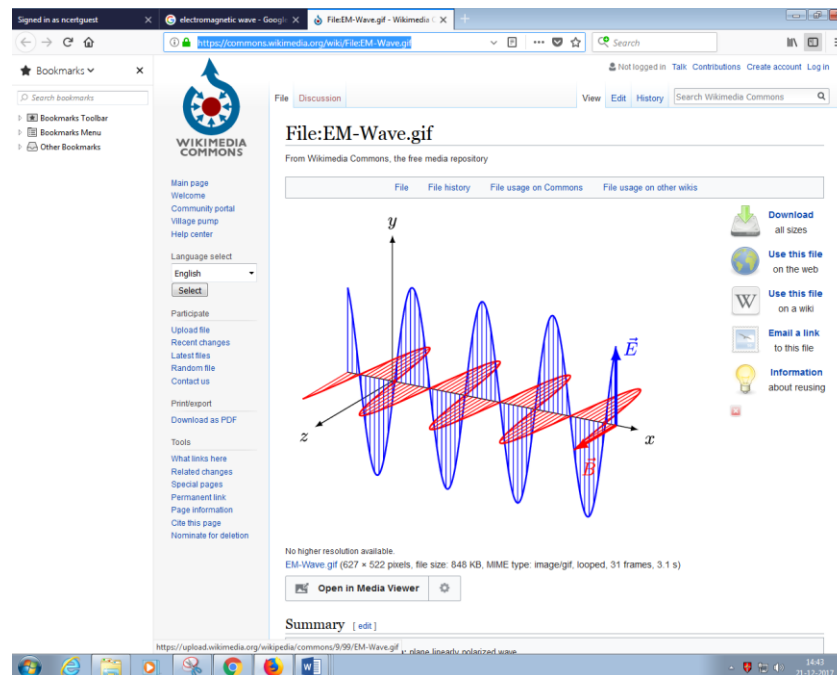 Signed in as ncertguest
electromagnetic wave - Google
File:EM-Wave.gif - Wikimedia C
https://commons.wikimedia.org/wiki/File:EM-Wave.gif
Search
Bookmarks
Search bookmarks
Bookmarks Toolbar
Bookmarks Menu
Other Bookmarks
WIKIMEDIA
COMMONS
Main page
Welcome
Community portal
Village pump
Help center
Language select
English
Select
Participate
Upload file
Recent changes
Latest files
Random file
Contact us
Print/export
Download as PDF
Tools
What links here
Related changes
Special pages
Permanent link
Page information
Cite this page
Nominate for deletion
Not logged in Talk Contributions Create account Log in
File Discussion
View Edit History Search Wikimedia Commons
File:EM-Wave.gif
From Wikimedia Commons, the free media repository
File File history File usage on Commons File usage on other wikis
y
E
x
B
z
Download
all sizes
Use this file
on the web
W
Use this file
on a wiki
Email a link
to this file
Information
about reusing
No higher resolution available.
EM-Wave.gif (627 × 522 pixels, file size: 848 KB, MIME type: image/gif, looped, 31 frames, 3.1 s)
Open in Media Viewer
Summary [ edit ]
https://upload.wikimedia.org/wikipedia/commons/9/99/EM-Wave.gif
plane linearly polarized wave
14:43
21-12-2017